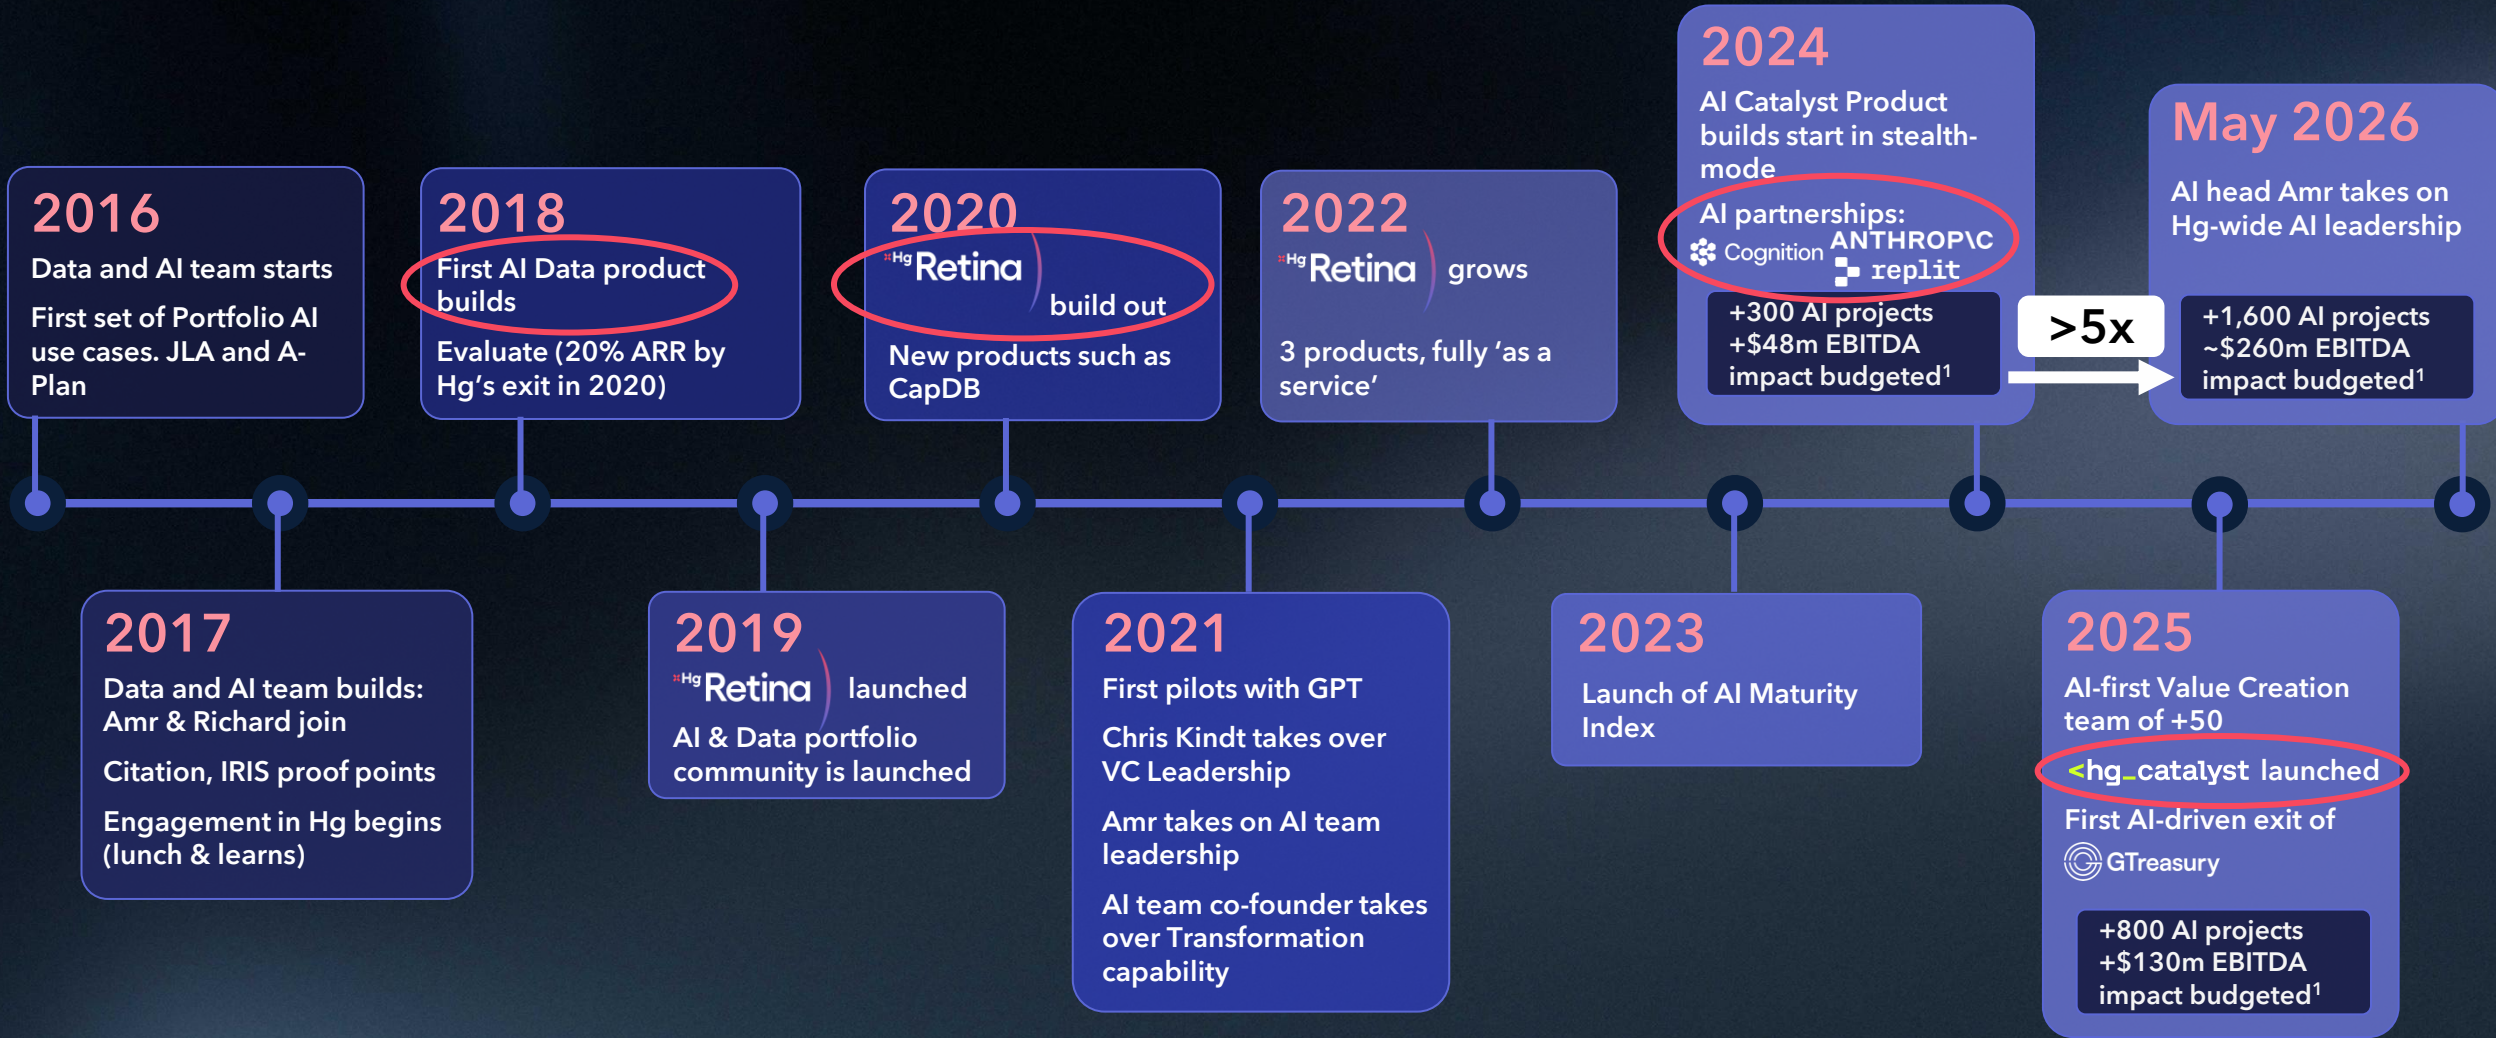 2016
Data and AI team starts
First set of Portfolio AI
use cases. JLA and A-
Plan
2017
Data and AI team builds:
Amr & Richard join
Citation, IRIS proof points
Engagement in Hg begins
(lunch & learns)
2018
First AI Data product
builds
Evaluate (20% ARR by
Hg's exit in 2020)
2019
Hg Retina launched
AI & Data portfolio
community is launched
2020
Hg Retina
build out
New products such as
CapDB
2021
First pilots with GPT
Chris Kindt takes over
VC Leadership
Amr takes on AI team
leadership
AI team co-founder takes
over Transformation
capability
2022
Hg Retina grows
3 products, fully 'as a
service'
2023
Launch of AI Maturity
Index
2024
AI Catalyst Product
builds start in stealth-
mode
AI partnerships:
Cognition ANTHROP\C
replit
+300 AI projects
+$48m EBITDA
impact budgeted¹
>5x
2025
AI-first Value Creation
team of +50
<hg_catalyst launched
First AI-driven exit of
GTreasury
+800 AI projects
+$130m EBITDA
impact budgeted¹
May 2026
AI head Amr takes on
Hg-wide AI leadership
+1,600 AI projects
~$260m EBITDA
impact budgeted¹